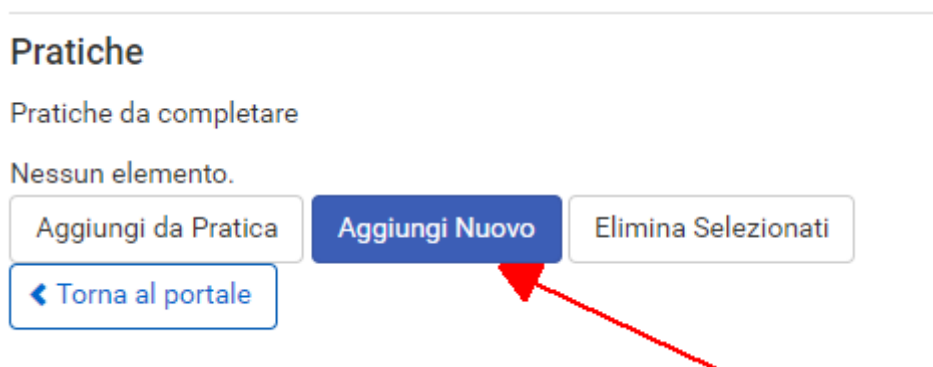 Pratiche
Pratiche da completare
Nessun elemento.
Aggiungi da Pratica Aggiungi Nuovo Elimina Selezionati
Torna al portale